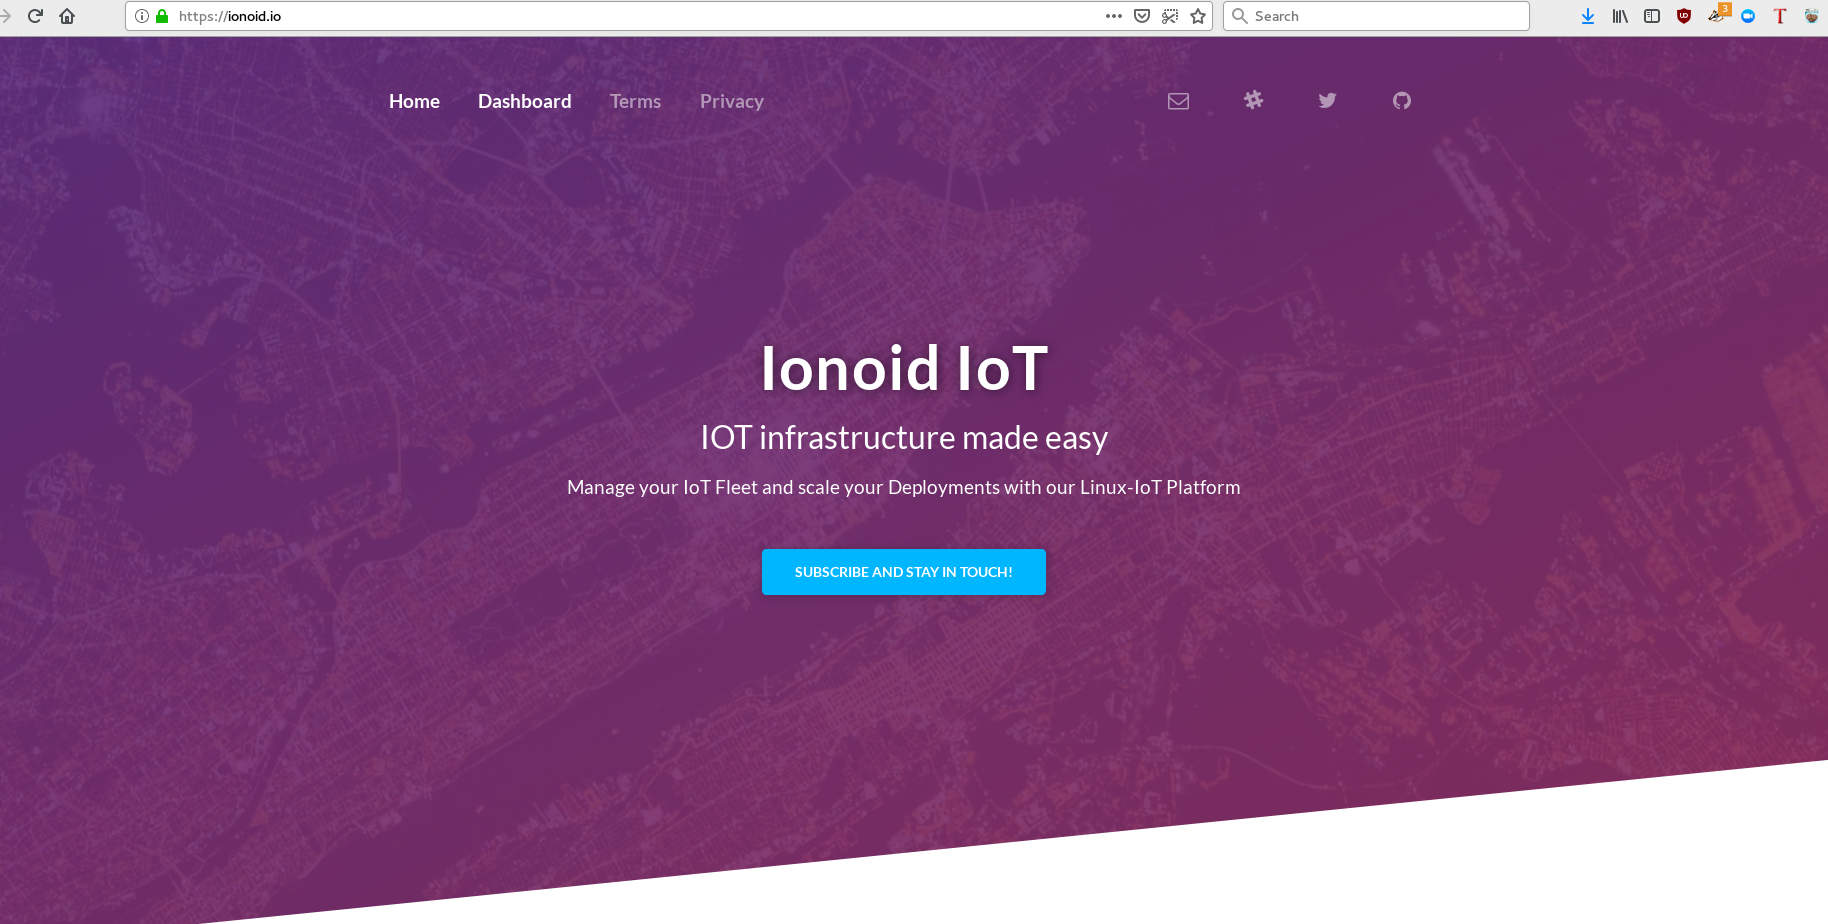 https://ionoid.io
Search
3
Home Dashboard Terms Privacy
Ionoid IoT
IOT infrastructure made easy
Manage your IoT Fleet and scale your Deployments with our Linux-IoT Platform
SUBSCRIBE AND STAY IN TOUCH!